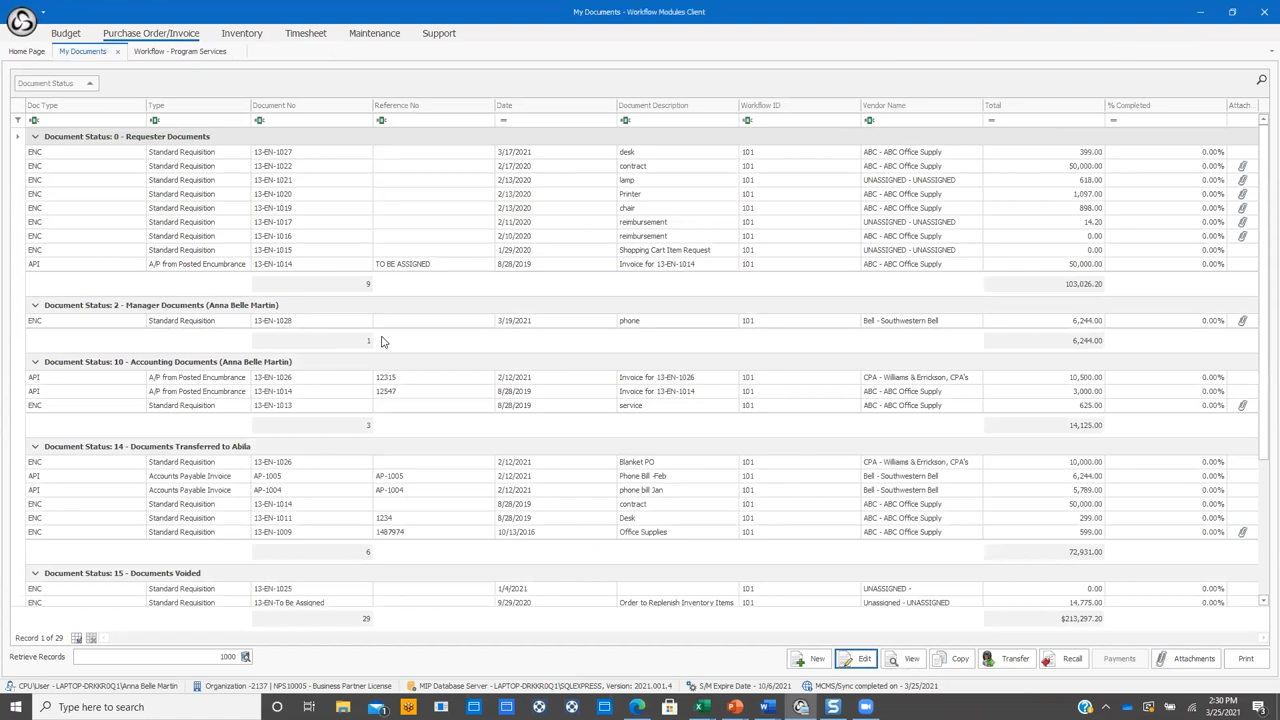 My Documents - Workflow Modules Client
Budget Purchase Order/Invoice Inventory Timesheet Maintenance Support
Home Page My Documents × Workflow - Program Services
Document Status
Doc Type Type Document No Reference No Date Document Description Workflow ID Vendor Name Total % Completed Attach...
Document Status: 0 - Requester Documents
ENC Standard Requisition 13-EN-1027 3/17/2021 desk 101 ABC - ABC Office Supply 399.00 0.00%
ENC Standard Requisition 13-EN-1022 2/17/2020 contract 101 ABC - ABC Office Supply 50,000.00 0.00%
ENC Standard Requisition 13-EN-1021 2/13/2020 lamp 101 UNASSIGNED - UNASSIGNED 618.00 0.00%
ENC Standard Requisition 13-EN-1020 2/13/2020 Printer 101 ABC - ABC Office Supply 1,097.00 0.00%
ENC Standard Requisition 13-EN-1019 2/13/2020 chair 101 ABC - ABC Office Supply 898.00 0.00%
ENC Standard Requisition 13-EN-1017 2/11/2020 reimbursement 101 UNASSIGNED - UNASSIGNED 14.20 0.00%
ENC Standard Requisition 13-EN-1016 2/10/2020 reimbursement 101 ABC - ABC Office Supply 0.00 0.00%
ENC Standard Requisition 13-EN-1015 1/29/2020 Shopping Cart Item Request 101 UNASSIGNED - UNASSIGNED 0.00 0.00%
API A/P from Posted Encumbrance 13-EN-1014 TO BE ASSIGNED 8/28/2019 Invoice for 13-EN-1014 101 ABC - ABC Office Supply 50,000.00 0.00%
9 103,026.20
Document Status: 2 - Manager Documents (Anna Belle Martin)
ENC Standard Requisition 13-EN-1028 3/19/2021 phone 101 Bell - Southwestern Bell 6,244.00 0.00%
1 6,244.00
Document Status: 10 - Accounting Documents (Anna Belle Martin)
API A/P from Posted Encumbrance 13-EN-1026 12315 2/12/2021 Invoice for 13-EN-1026 101 CPA - Williams & Errickson, CPA's 10,500.00 0.00%
API A/P from Posted Encumbrance 13-EN-1014 12547 8/28/2019 Invoice for 13-EN-1014 101 ABC - ABC Office Supply 3,000.00 0.00%
ENC Standard Requisition 13-EN-1013 8/28/2019 service 101 ABC - ABC Office Supply 625.00 0.00%
3 14,125.00
Document Status: 14 - Documents Transferred to Abila
ENC Standard Requisition 13-EN-1026 2/12/2021 Blanket PO 101 CPA - Williams & Errickson, CPA's 10,000.00 0.00%
API Accounts Payable Invoice AP-1005 AP-1005 2/12/2021 Phone Bill -Feb 101 Bell - Southwestern Bell 6,244.00 0.00%
API Accounts Payable Invoice AP-1004 AP-1004 2/12/2021 phone bill Jan 101 Bell - Southwestern Bell 5,789.00 0.00%
ENC Standard Requisition 13-EN-1014 8/28/2019 contract 101 ABC - ABC Office Supply 50,000.00 0.00%
ENC Standard Requisition 13-EN-1011 1234 8/28/2019 Desk 101 ABC - ABC Office Supply 299.00 0.00%
ENC Standard Requisition 13-EN-1009 1487974 10/13/2016 Office Supplies 101 ABC - ABC Office Supply 599.00 0.00%
6 72,931.00
Document Status: 15 - Documents Voided
ENC Standard Requisition 13-EN-1025 1/4/2021 101 UNASSIGNED - 0.00 0.00%
ENC Standard Requisition 13-EN-To Be Assigned 9/29/2020 Order to Replenish Inventory Items 101 Unassigned - UNASSIGNED 14,775.00 0.00%
29 $213,297.20
Record 1 of 29
Retrieve Records 1000 New Edit View Copy Transfer Recall Payments Attachments Print
CPU\User - LAPTOP-DRKKR0Q1\Anna Belle Martin Organization -2137 | NPS10005 - Business Partner License MIP Database Server - LAPTOP-DRKKR0Q1\SQLEXPRESS, Version: 2021.001.4 S/M Expire Date - 10/6/2021 MCMS/Sync completed on - 3/25/2021
Type here to search 2:30 PM
3/25/2021